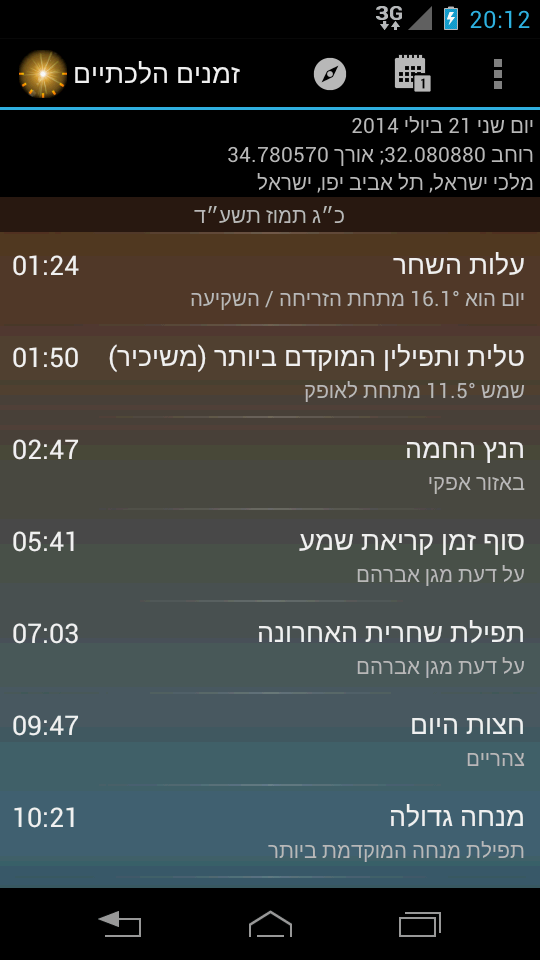 3G 20:12
זמנים הלכתיים
1
יום שני 21 ביולי 2014
רוחב 32.080880; אורך 34.780570
מלכי ישראל, תל אביב יפו, ישראל
כ״ג תמוז תשע״ד
עלות השחר 01:24
יום הוא 16.1° מתחת הזריחה / השקיעה
טלית ותפילין המוקדם ביותר (משיכיר) 01:50
שמש 11.5° מתחת לאופק
הנץ החמה 02:47
באזור אפקי
סוף זמן קריאת שמע 05:41
על דעת מגן אברהם
תפילת שחרית האחרונה 07:03
על דעת מגן אברהם
חצות היום 09:47
צהריים
מנחה גדולה 10:21
תפילת מנחה המוקדמת ביותר